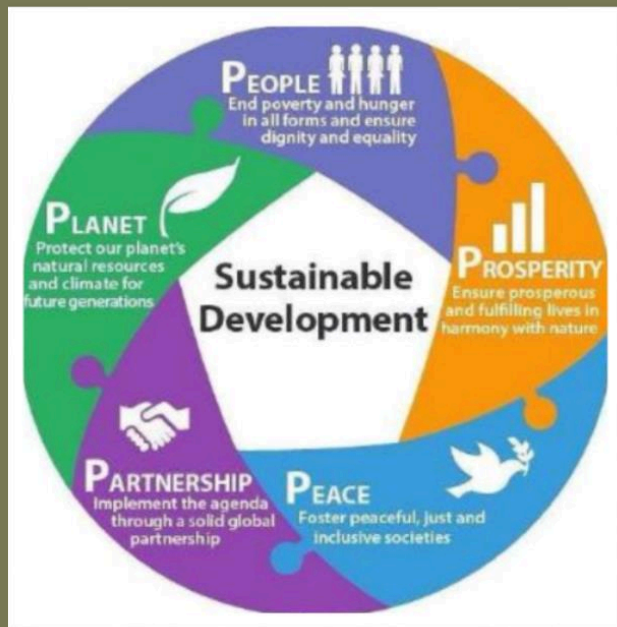 PEOPLE
End poverty and hunger
in all forms and ensure
dignity and equality
PROSPERITY
Ensure prosperous
and fulfilling lives in
harmony with nature
PEACE
Foster peaceful, just and
inclusive societies
PARTNERSHIP
Implement the agenda
through a solid global
partnership
PLANET
Protect our planet's
natural resources
and climate for
future generations
Sustainable
Development